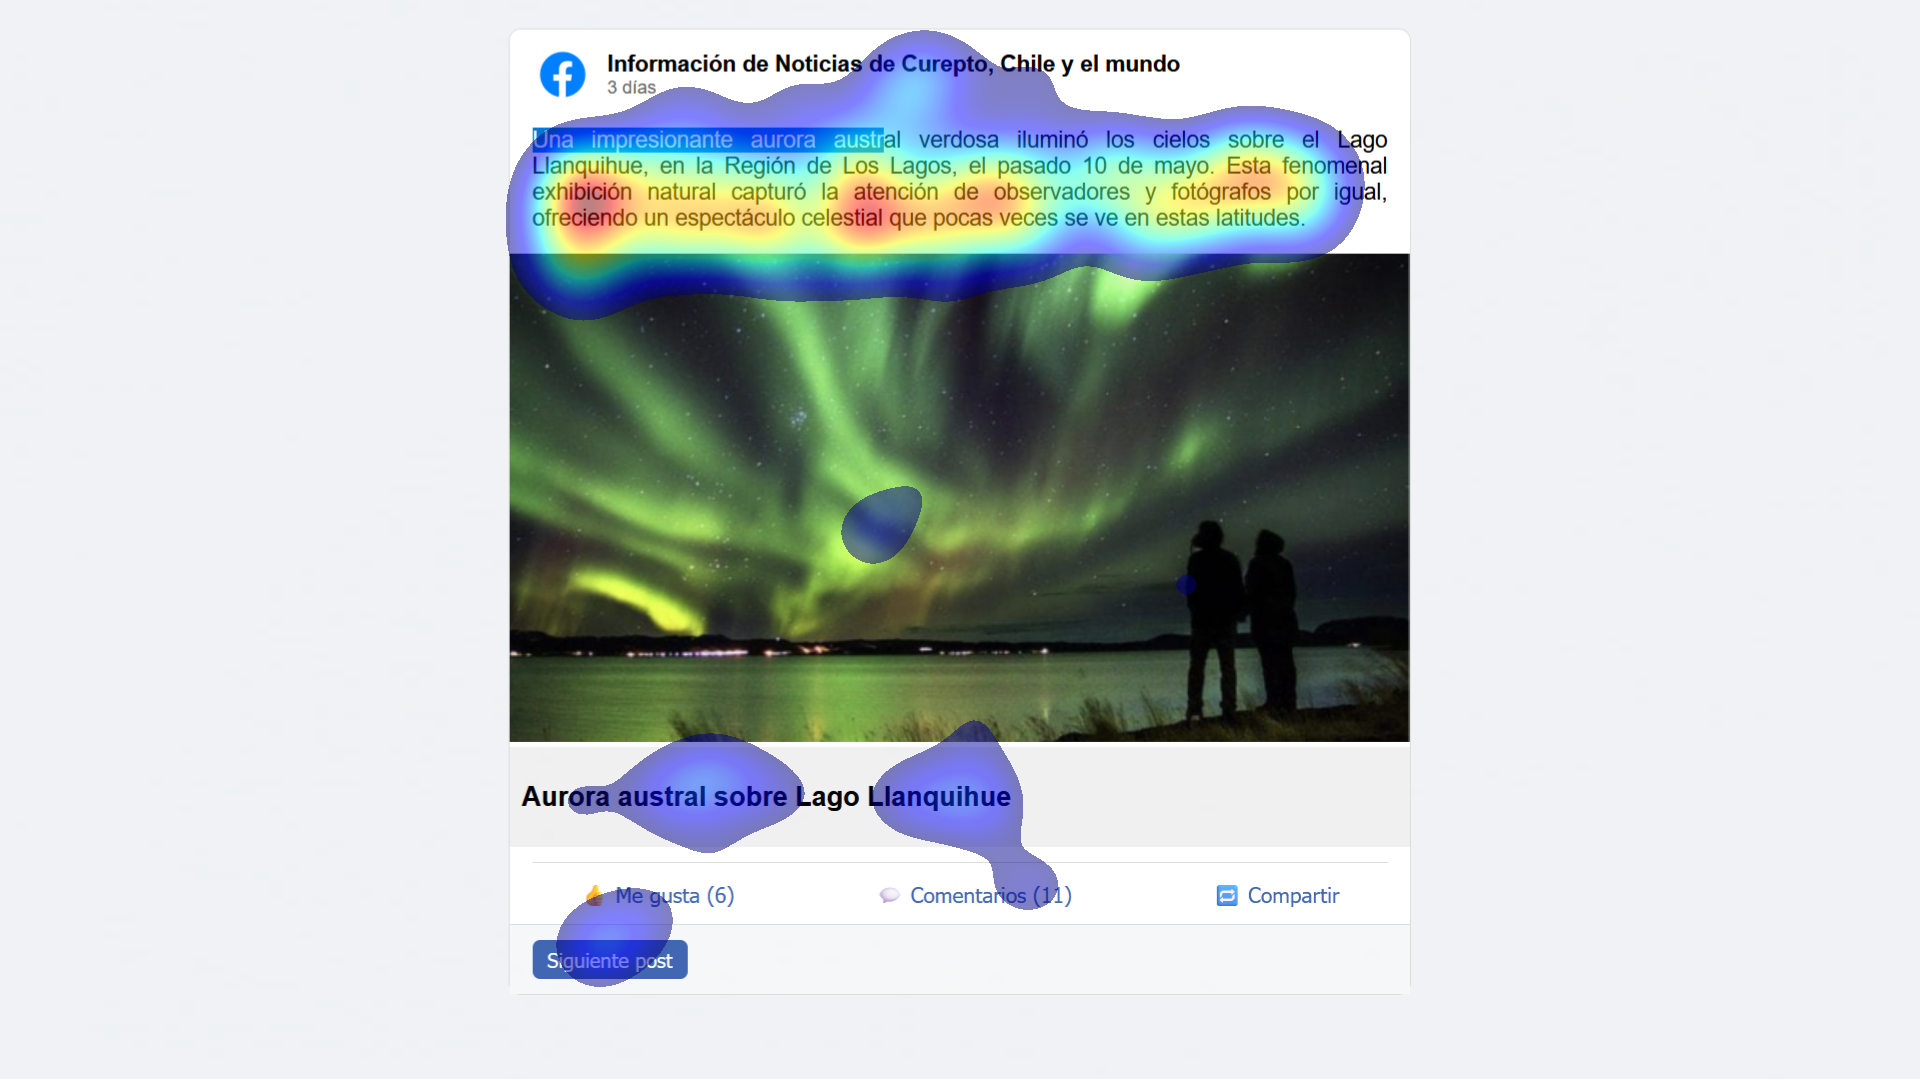 Información de Noticias de Curepto, Chile y el mundo
3 días
Una impresionante aurora austral verdosa iluminó los cielos sobre el Lago
Llanquihue, en la Región de Los Lagos, el pasado 10 de mayo. Esta fenomenal
exhibición natural capturó la atención de observadores y fotógrafos por igual,
ofreciendo un espectáculo celestial que pocas veces se ve en estas latitudes.
Aurora austral sobre Lago Llanquihue
Me gusta (6) Comentarios (11) Compartir
Siguiente post